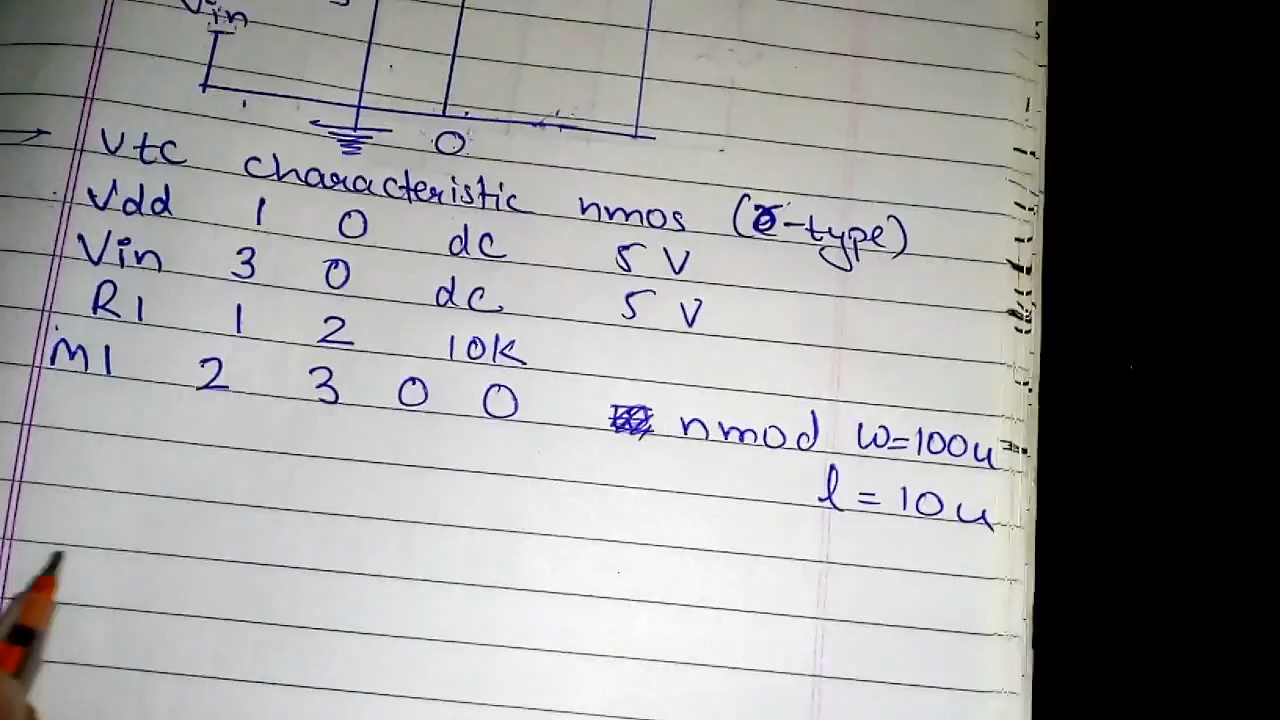 Vin
0
→ Vtc characteristic nmos (e-type)
Vdd 1 0 dc 5 V
Vin 3 0 dc 5 V
R1 1 2 10K
M1 2 3 0 0 nmod w=100u
l=10u